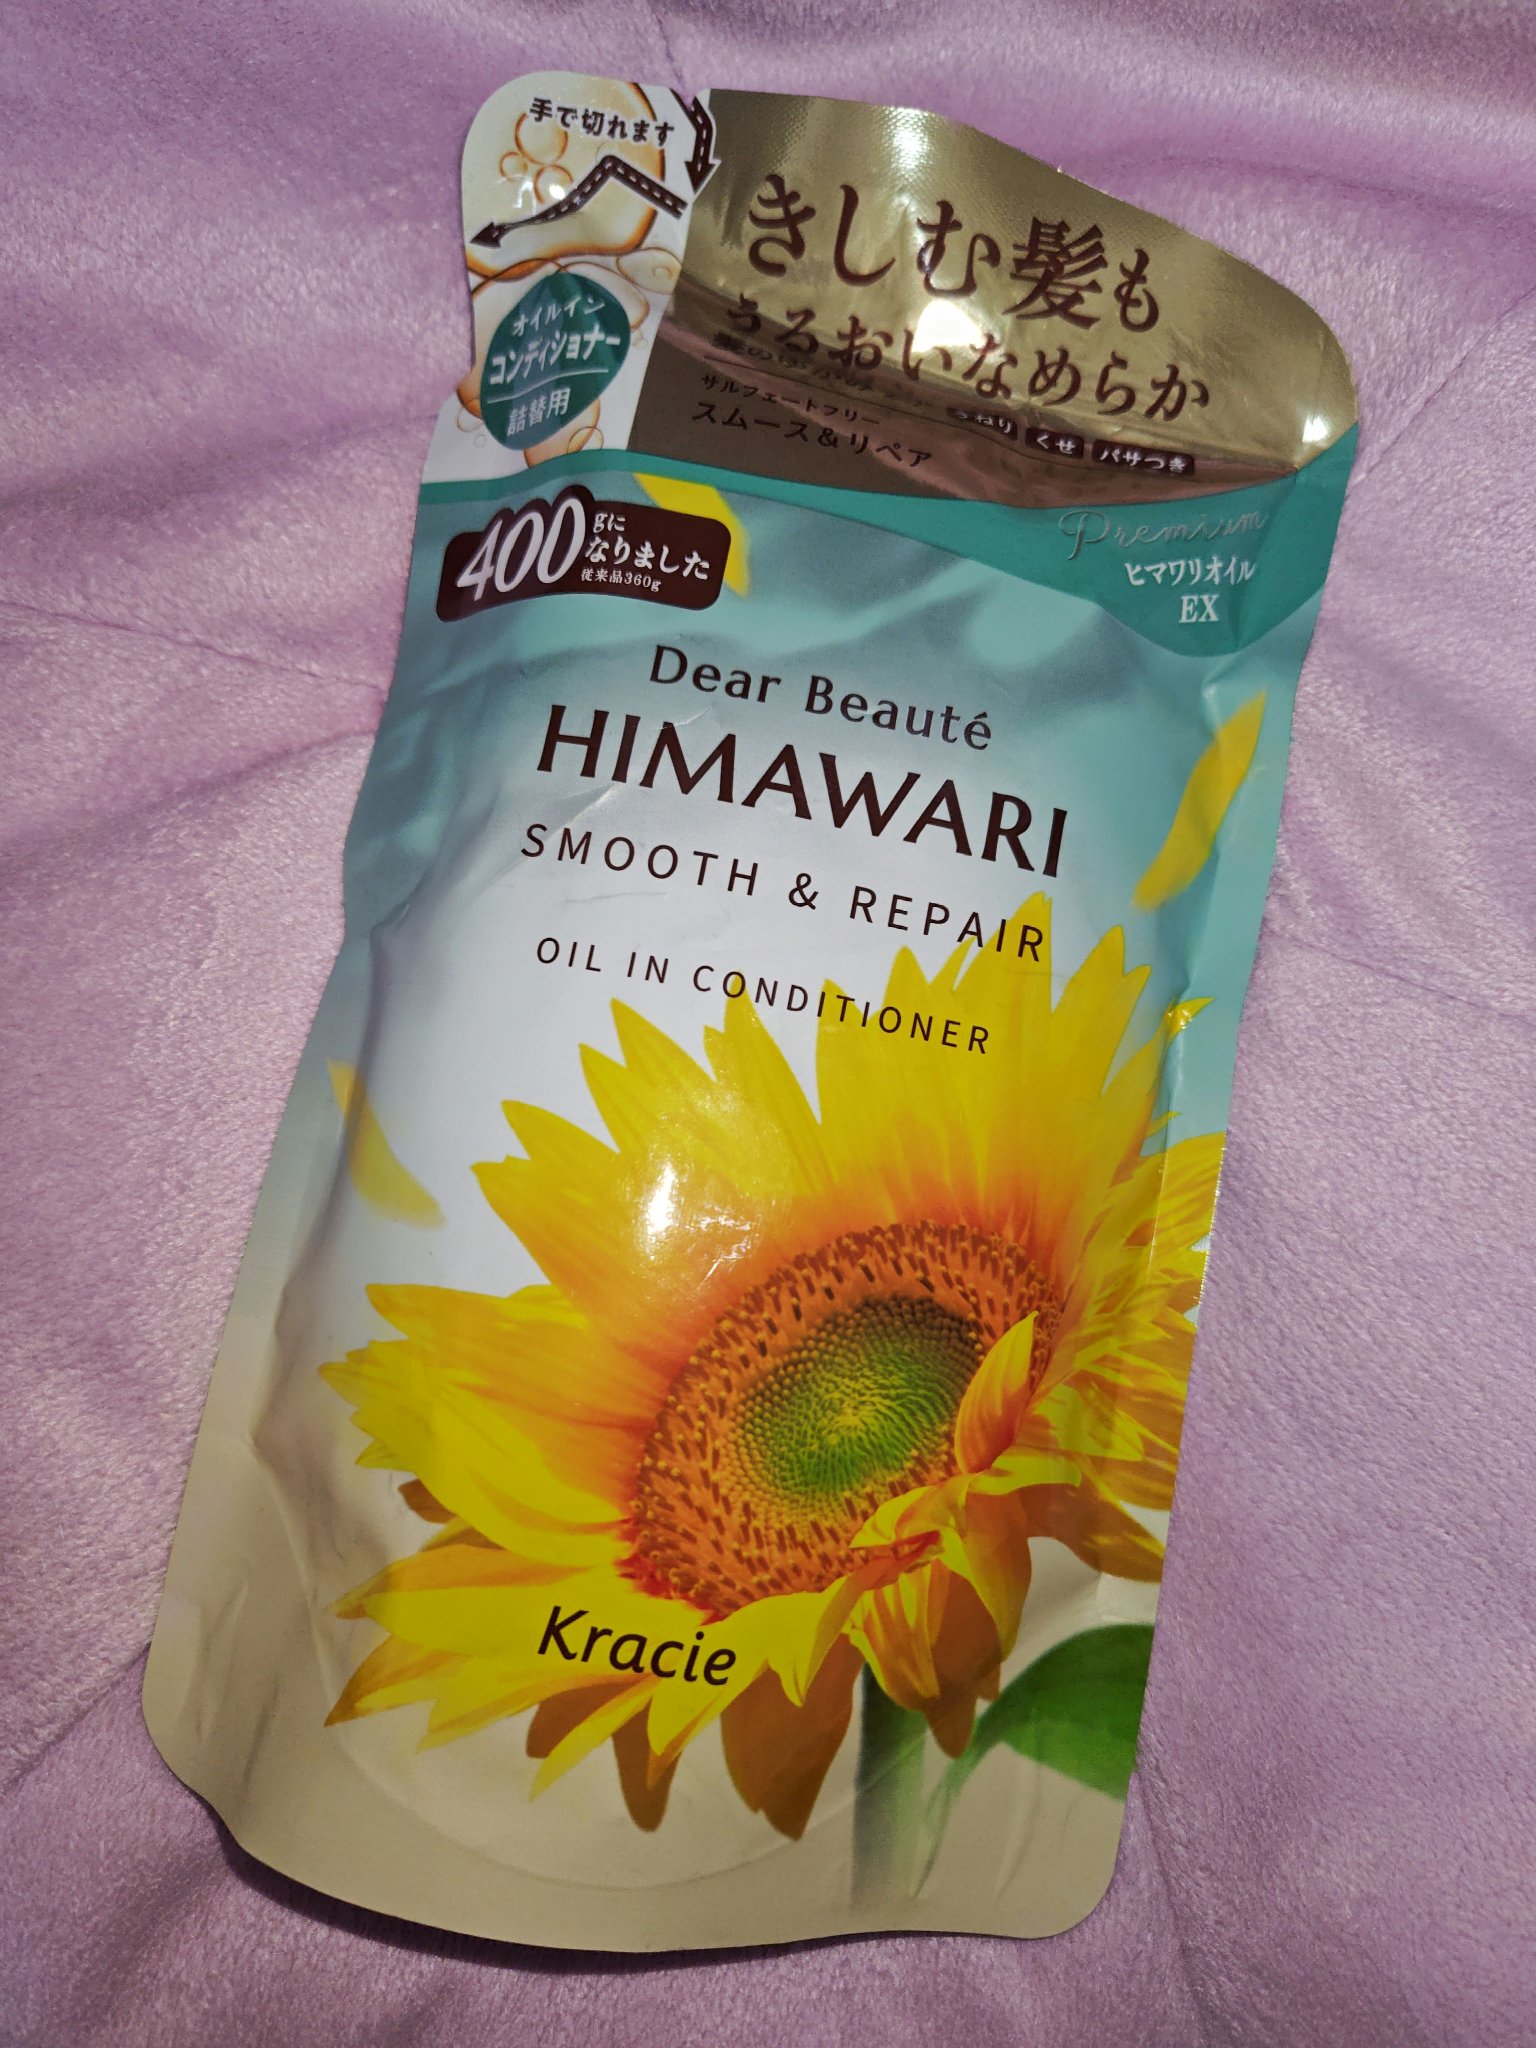 手で切れます
きしむ髪も
うるおいなめらか
サルフェートフリー
スムース&リペア
うねり くせ パサつき
オイルイン
コンディショナー
詰替用
400gに
なりました
従来品360g
Premium
ヒマワリオイル
EX
Dear Beauté
HIMAWARI
SMOOTH & REPAIR
OIL IN CONDITIONER
Kracie